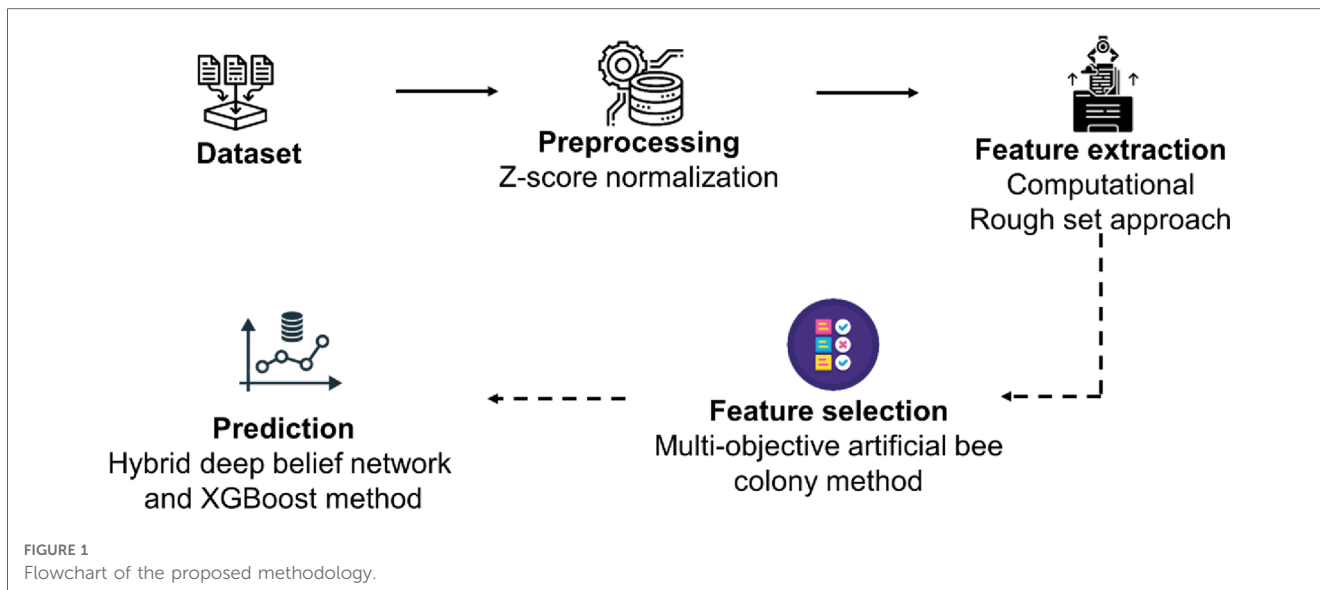 Dataset
Preprocessing
Z-score normalization
Feature extraction
Computational
Rough set approach
Feature selection
Multi-objective artificial bee
colony method
Prediction
Hybrid deep belief network
and XGBoost method
FIGURE 1
Flowchart of the proposed methodology.